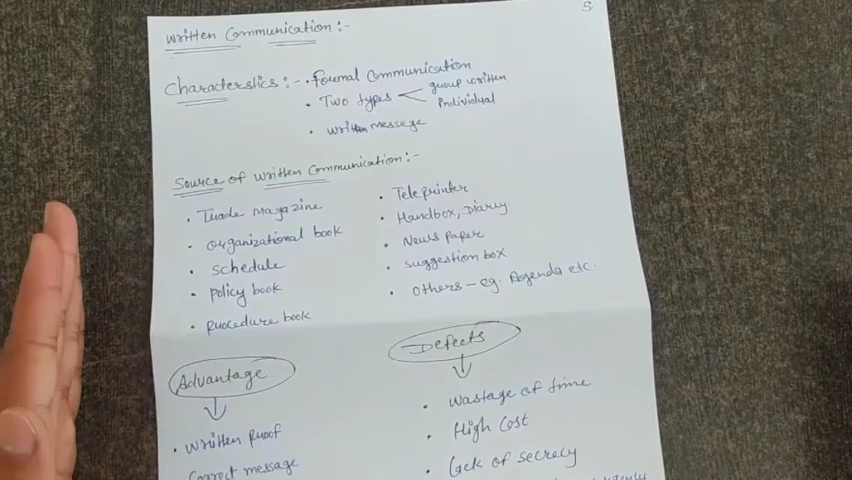 5
Written Communication :-
Characterstics :- • Formal Communication
• Two types < group written
Individual
• written messege
Source of written Communication :-
• Trade Magazine
• organizational book
• schedule
• policy book
• procedure book
• Teleprinter
• Handbox, Diary
• News paper
• suggestion box
• others - eg. Agenda etc.
Advantage
• written proof
Correct message
Defects
• Wastage of time
• High Cost
• Lack of secrecy